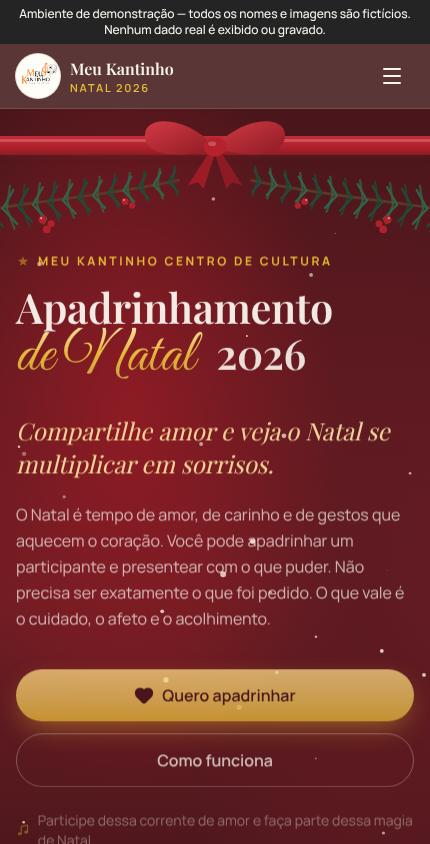 Ambiente de demonstração — todos os nomes e imagens são fictícios.
Nenhum dado real é exibido ou gravado.
Meu Kantinho
NATAL 2026
MEU KANTINHO CENTRO DE CULTURA
Apadrinhamento
de Natal 2026
Compartilhe amor e veja o Natal se
multiplicar em sorrisos.
O Natal é tempo de amor, de carinho e de gestos que
aquecem o coração. Você pode apadrinhar um
participante e presentear com o que puder. Não
precisa ser exatamente o que foi pedido. O que vale é
o cuidado, o afeto e o acolhimento.
Quero apadrinhar
Como funciona
Participe dessa corrente de amor e faça parte dessa magia
de Natal